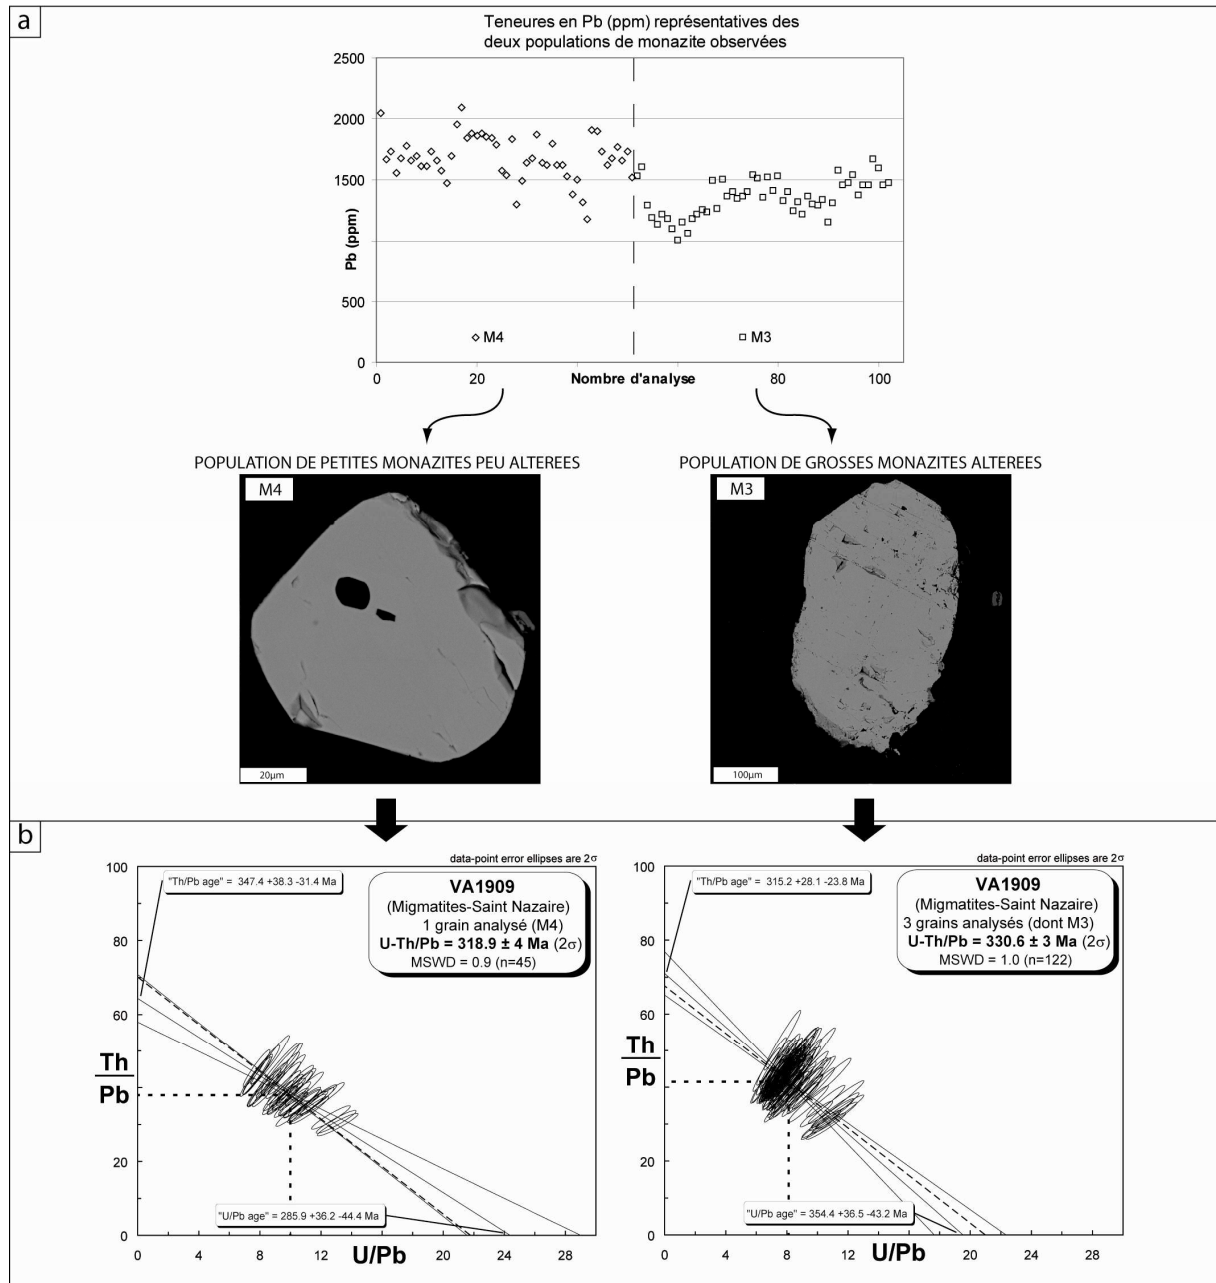 a
Teneures en Pb (ppm) représentatives des
deux populations de monazite observées
2500
2000
1500
1000
500
0
Pb (ppm)
M4
M3
0
20
Nombre d'analyse
80
100
POPULATION DE PETITES MONAZITES PEU ALTEREES
POPULATION DE GROSSES MONAZITES ALTEREES
M4
20µm
M3
100µm
b
data-point error ellipses are 2σ
100
80
60
Th
Pb
20
0
"Th/Pb age" = 347.4 +38.3 -31.4 Ma
VA1909
(Migmatites-Saint Nazaire)
1 grain analysé (M4)
U-Th/Pb = 318.9 ± 4 Ma (2σ)
MSWD = 0.9 (n=45)
"U/Pb age" = 285.9 +36.2 -44.4 Ma
0
4
8
12
U/Pb
20
24
28
data-point error ellipses are 2σ
100
80
60
Th
Pb
20
0
"Th/Pb age" = 315.2 +28.1 -23.8 Ma
VA1909
(Migmatites-Saint Nazaire)
3 grains analysés (dont M3)
U-Th/Pb = 330.6 ± 3 Ma (2σ)
MSWD = 1.0 (n=122)
"U/Pb age" = 354.4 +36.5 -43.2 Ma
0
4
8
12
U/Pb
20
24
28